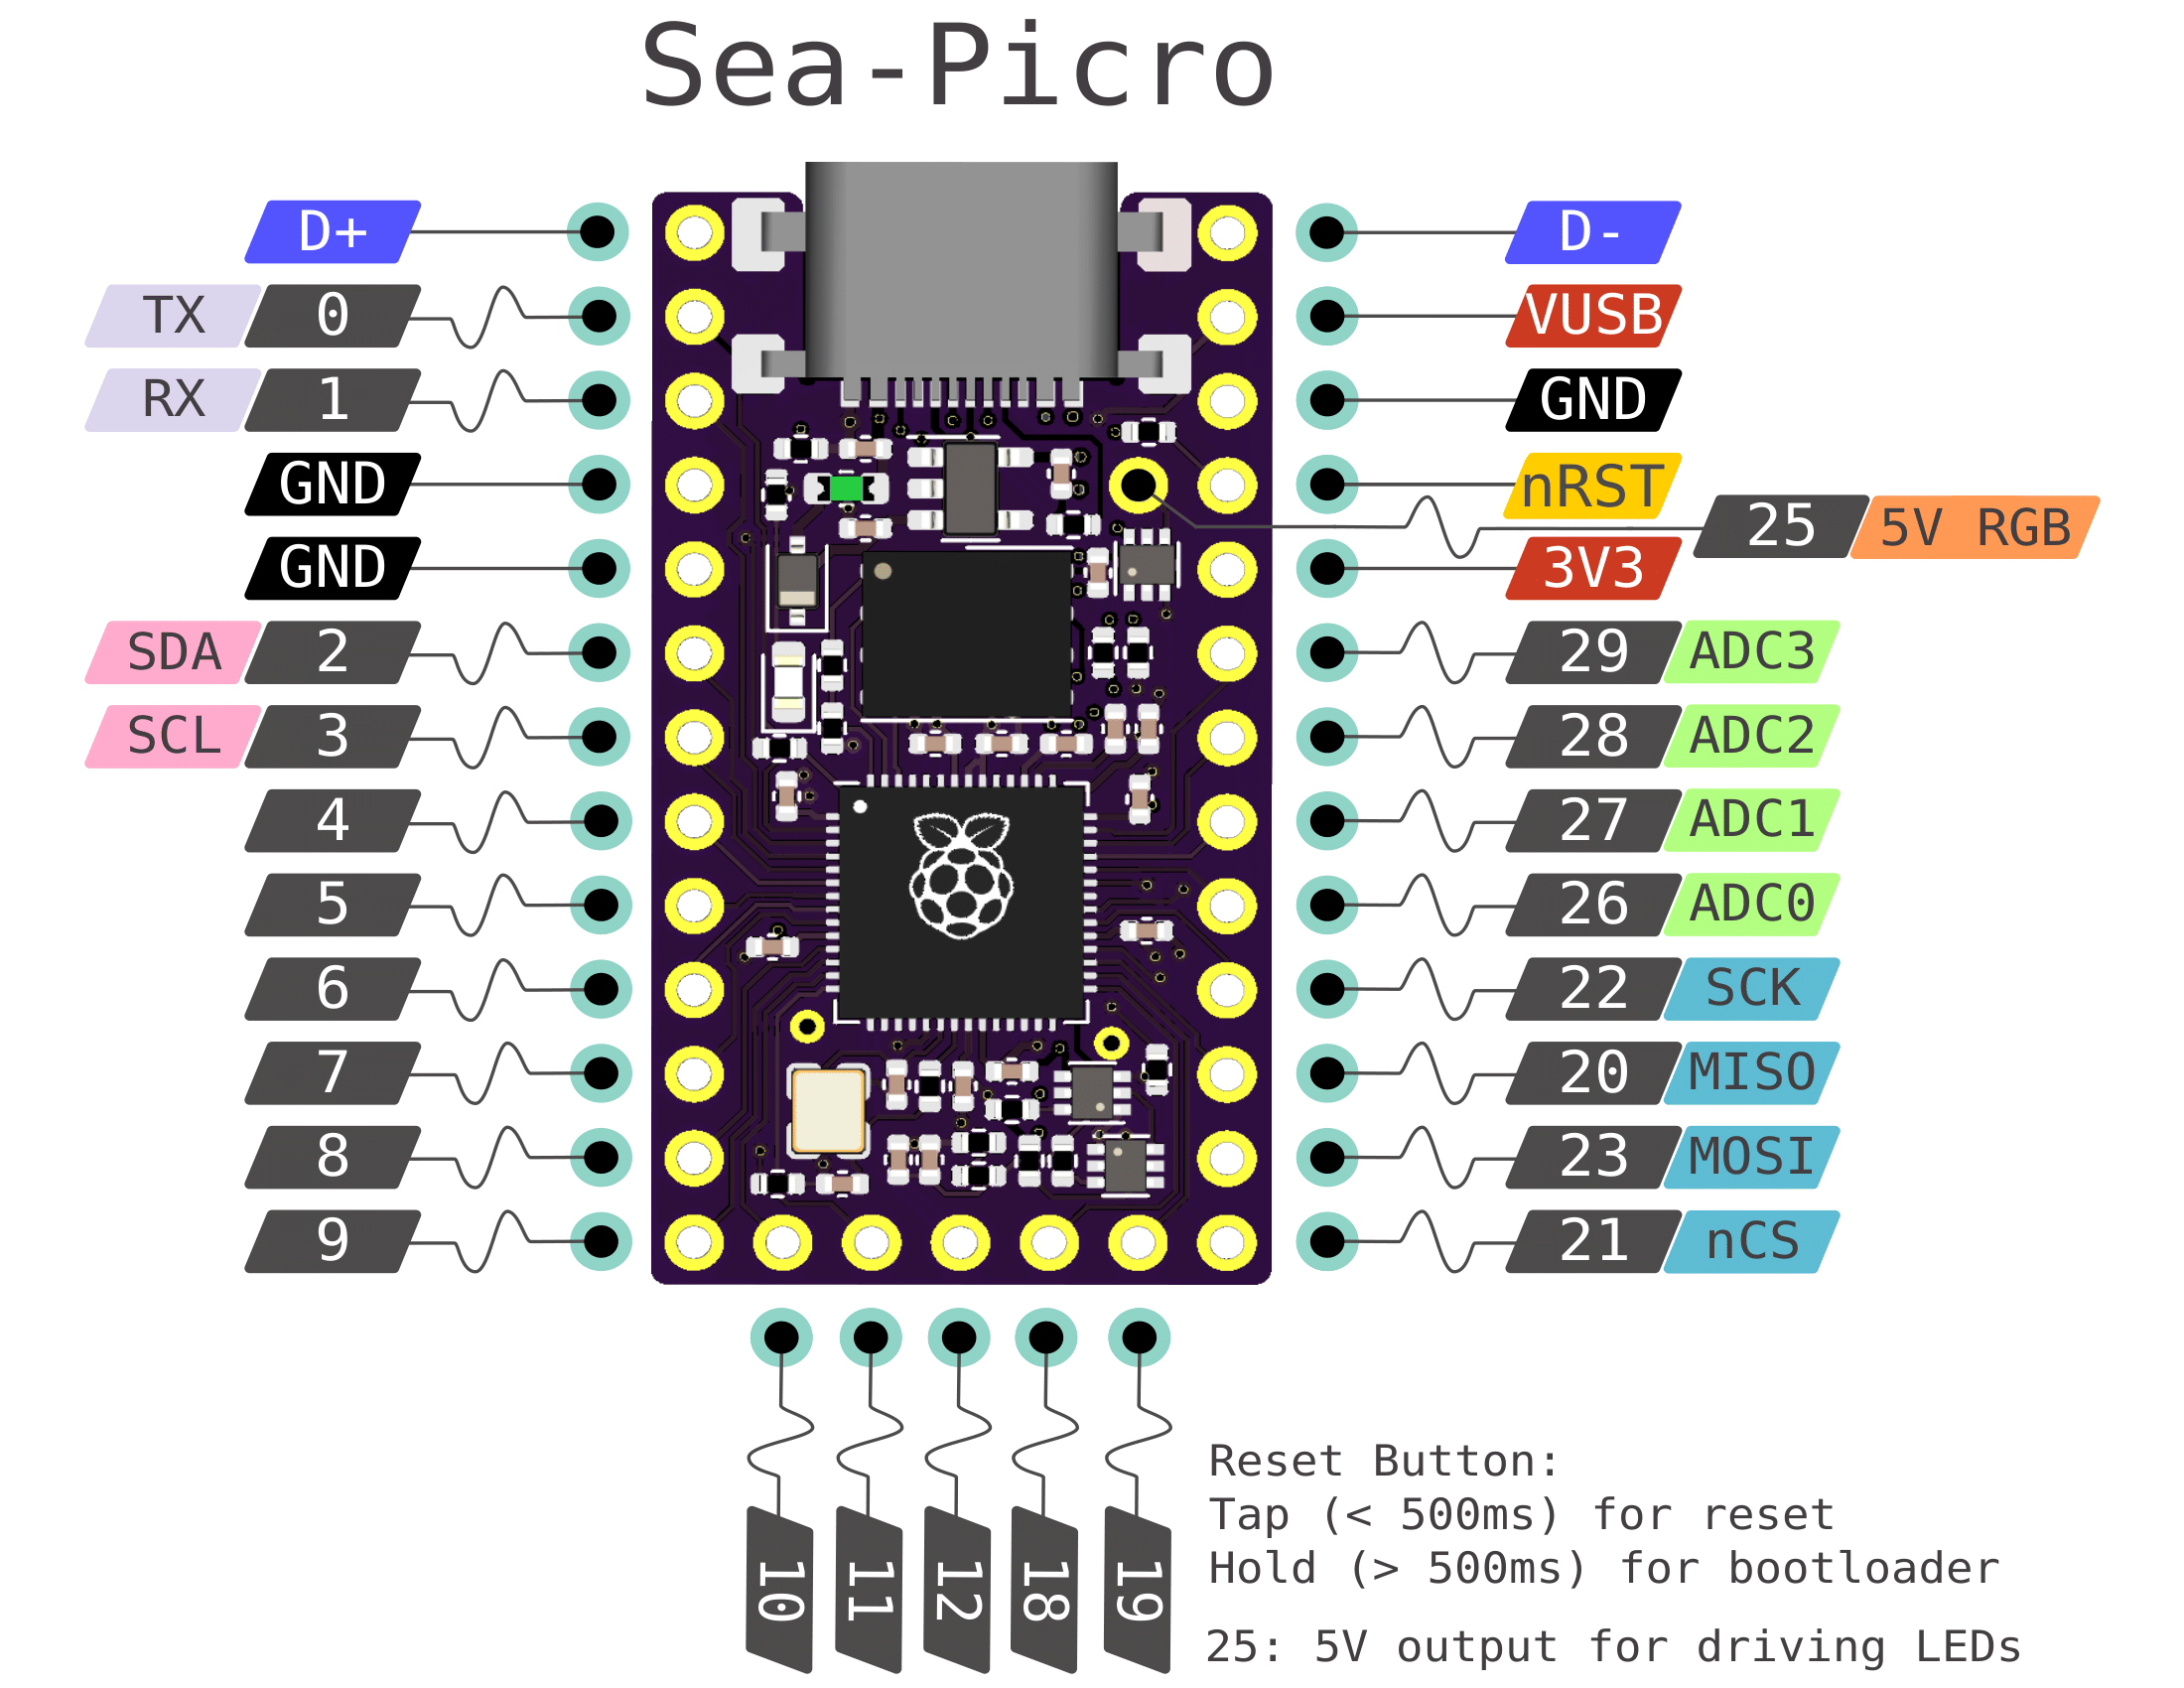 Sea-Picro
D+
D-
TX 0
VUSB
RX 1
GND
GND
nRST
25 5V RGB
GND
3V3
SDA 2
29 ADC3
SCL 3
28 ADC2
4
27 ADC1
5
26 ADC0
6
22 SCK
7
20 MISO
8
23 MOSI
9
21 nCS
10
11
12
18
19
Reset Button:
Tap (< 500ms) for reset
Hold (> 500ms) for bootloader
25: 5V output for driving LEDs